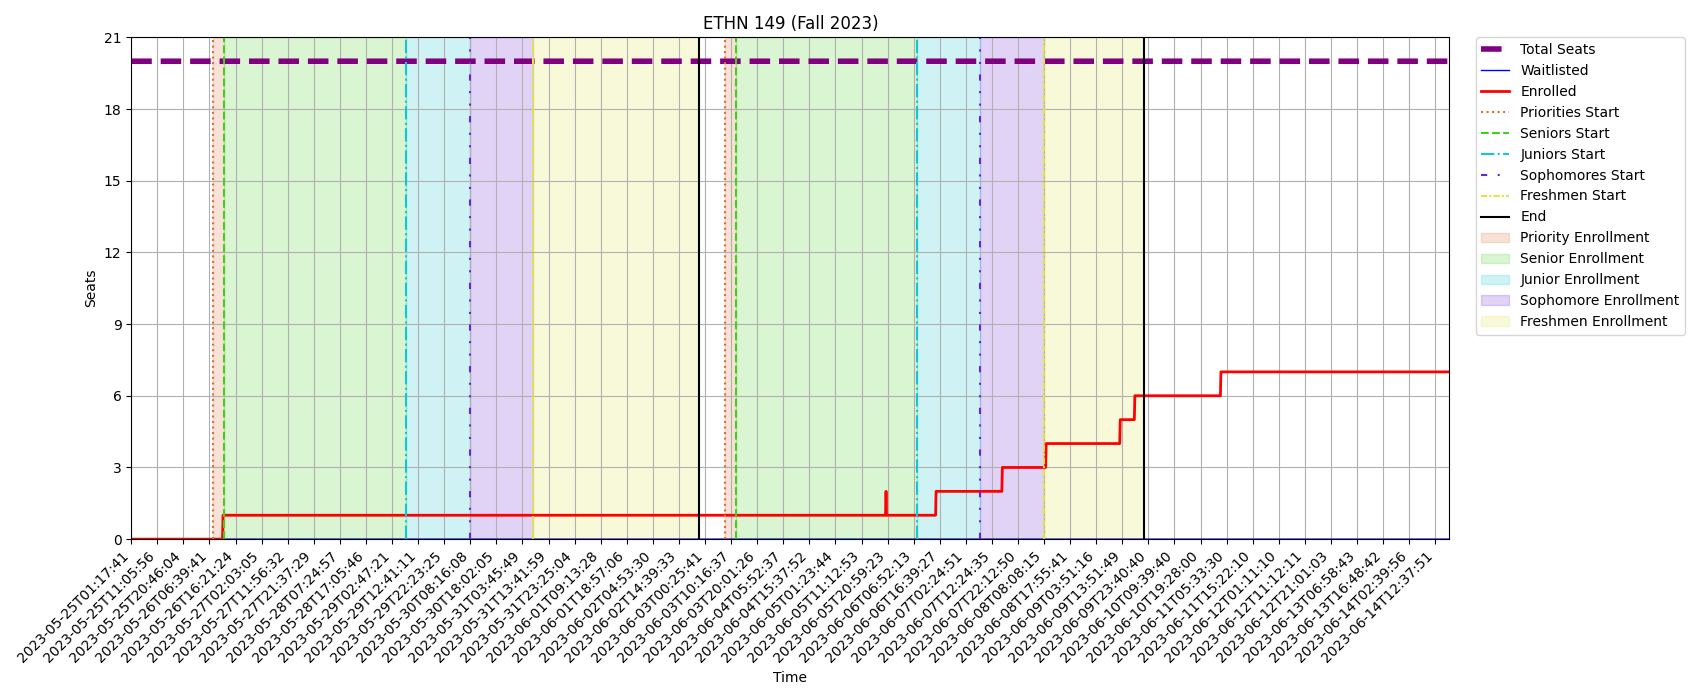 ETHN 149 (Fall 2023)
21
18
15
12
9
6
3
0
Seats
2023-05-25T01:17:41
2023-05-25T11:05:56
2023-05-25T20:46:04
2023-05-26T06:39:41
2023-05-26T16:21:24
2023-05-27T02:03:05
2023-05-27T11:56:32
2023-05-27T21:37:29
2023-05-28T07:24:57
2023-05-28T17:05:46
2023-05-29T02:47:21
2023-05-29T12:41:11
2023-05-29T22:23:25
2023-05-30T08:16:08
2023-05-30T18:02:05
2023-05-31T03:45:49
2023-05-31T13:41:59
2023-05-31T23:25:04
2023-06-01T09:13:28
2023-06-01T18:57:06
2023-06-02T04:53:30
2023-06-02T14:39:33
2023-06-03T00:25:41
2023-06-03T10:16:37
2023-06-03T20:01:26
2023-06-04T05:52:37
2023-06-04T15:37:52
2023-06-05T01:23:44
2023-06-05T11:12:53
2023-06-05T20:59:23
2023-06-06T06:52:13
2023-06-06T16:39:27
2023-06-07T02:24:51
2023-06-07T12:24:35
2023-06-07T22:12:50
2023-06-08T08:08:15
2023-06-08T17:55:41
2023-06-09T03:51:16
2023-06-09T13:51:49
2023-06-09T23:40:40
2023-06-10T09:39:40
2023-06-10T19:28:00
2023-06-11T05:33:30
2023-06-11T15:22:10
2023-06-12T01:11:10
2023-06-12T11:12:11
2023-06-12T21:01:03
2023-06-13T06:58:43
2023-06-13T16:48:42
2023-06-14T02:39:56
2023-06-14T12:37:51
Time
Total Seats
Waitlisted
Enrolled
Priorities Start
Seniors Start
Juniors Start
Sophomores Start
Freshmen Start
End
Priority Enrollment
Senior Enrollment
Junior Enrollment
Sophomore Enrollment
Freshmen Enrollment